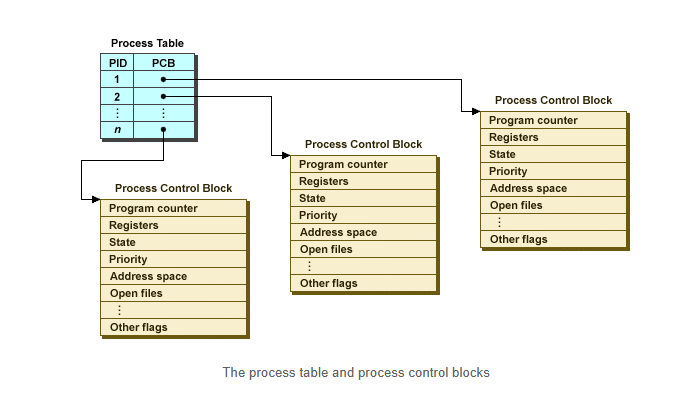 Process Table
PID PCB
1
2
⋮ ⋮
n
Process Control Block
Program counter
Registers
State
Priority
Address space
Open files
⋮
Other flags
Process Control Block
Program counter
Registers
State
Priority
Address space
Open files
⋮
Other flags
Process Control Block
Program counter
Registers
State
Priority
Address space
Open files
⋮
Other flags
The process table and process control blocks